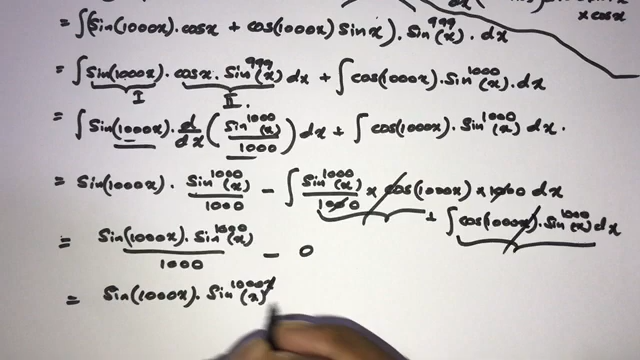 = ∫(Sin(1000x)·cosx + cos(1000x) Sinx)·Sin^999(x)·dx
x cosx
= ∫ Sin(1000x)·cosx·Sin^999(x) dx + ∫ cos(1000x)·Sin^1000(x)·dx
I II.
= ∫ Sin(1000x)·d/dx(Sin^1000(x)/1000) dx + ∫ cos(1000x)·Sin^1000(x) dx.
= Sin(1000x)·Sin^1000(x)/1000 − ∫ Sin^1000(x)/1000 x cos(1000x) x 1000 dx
+ ∫ cos(1000x)·Sin^1000(x) dx
= Sin(1000x)·Sin^1000(x)/1000 − 0
= Sin(1000x)·Sin^1000(x)